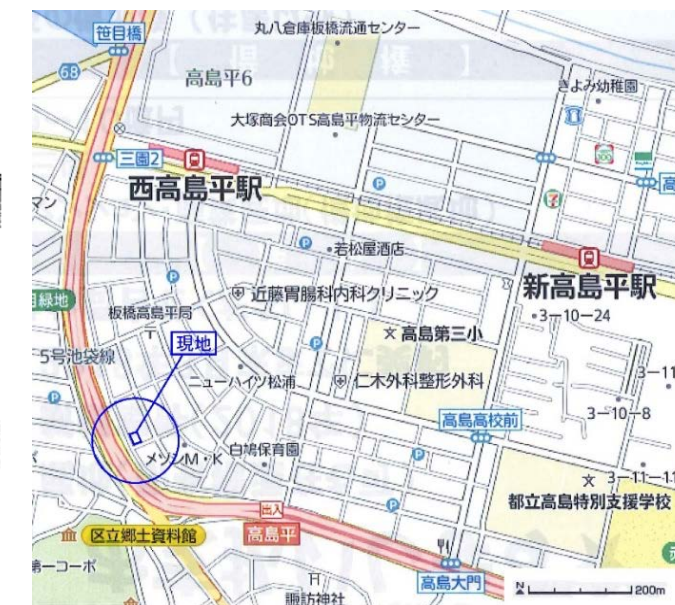 丸八倉庫板橋流通センター
笹目橋
68
高島平6
きよみ幼稚園
大塚商会OTS高島平物流センター
三園2
西高島平駅
マン
若松屋酒店
新高島平駅
3-10-24
目緑地
板橋高島平局
近藤胃腸科内科クリニック
高島第三小
現地
5号池袋線
ニューハイツ松浦
仁木外科整形外科
3-11
3-10-8
高島高校前
メゾンM・K
白鳩保育園
3-11-11
都立高島特別支援学校
出入
高島平
区立郷土資料館
第一コーポ
諏訪神社
高島大門
N
200m